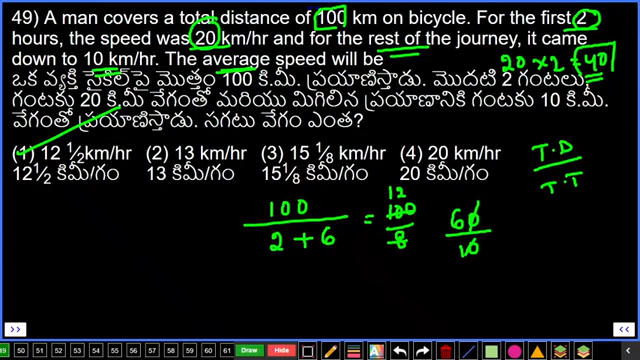 49) A man covers a total distance of 100 km on bicycle. For the first 2
hours, the speed was 20 km/hr and for the rest of the journey, it came
down to 10 km/hr. The average speed will be
20 × 2 = 40
ఒక వ్యక్తి సైకిల్‌పై మొత్తం 100 కి.మీ ప్రయాణిస్తాడు. మొదటి 2 గంటలు
గంటకు 20 కి.మీ వేగంతో మరియు మిగిలిన ప్రయాణానికి గంటకు 10 కి.మీ
వేగంతో ప్రయాణిస్తాడు. సగటు వేగం ఎంత?
(1) 12 ½ km/hr (2) 13 km/hr (3) 15 ⅛ km/hr (4) 20 km/hr
12½ కిమీ/గం 13 కిమీ/గం 15⅛ కిమీ/గం 20 కిమీ/గం
T.D
T.T
12
100 = 100 60
2 + 6 8 10
>> 49 50 51 52 53 54 55 56 57 58 59 60 61 Draw Hide >>